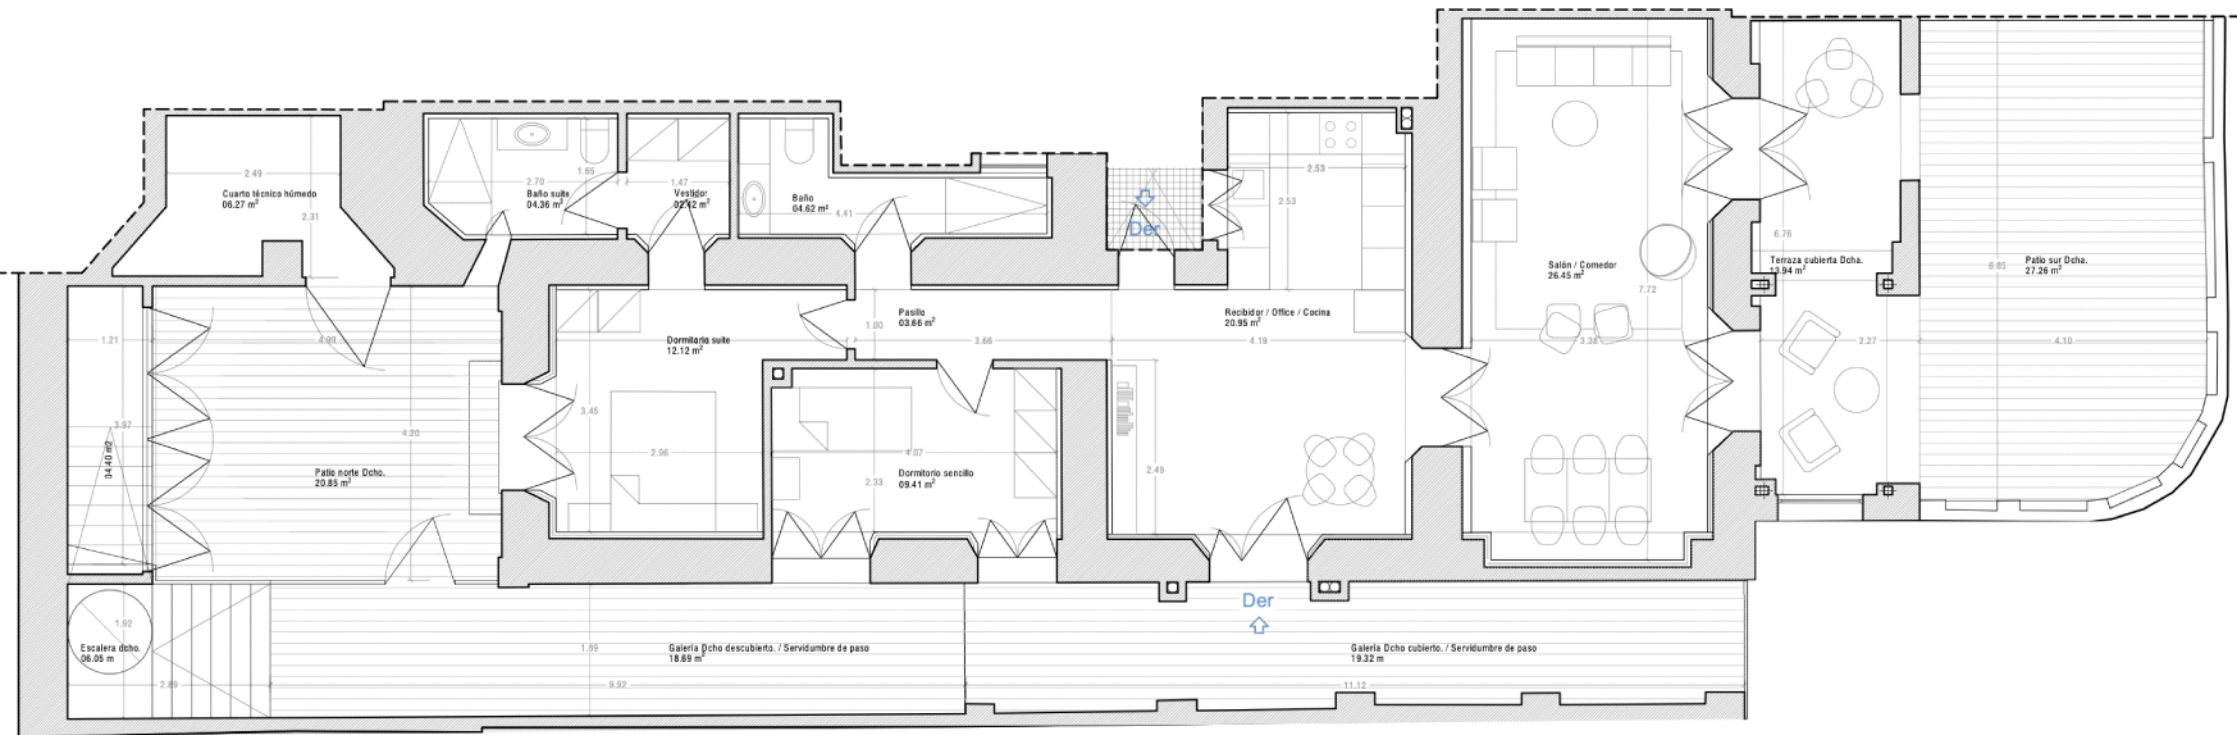 2.49
Cuarto técnico húmedo
06.27 m²
2.31
2.70
1.65
Baño suite
04.36 m²
1.47
Vestidor
02.42 m²
Baño
04.62 m²
4.41
Der
2.53
2.53
Salón / Comedor
26.45 m²
7.72
3.38
6.76
Terraza cubierta Dcha.
13.94 m²
2.27
6.85
Patio sur Dcha.
27.26 m²
4.10
1.21
3.97
04.40 m2
4.99
4.20
Patio norte Dcho.
20.85 m²
Dormitorio suite
12.12 m²
3.45
2.96
Pasillo
03.66 m²
1.00
3.66
Recibidor / Office / Cocina
20.95 m²
4.19
4.07
2.33
Dormitorio sencillo
09.41 m²
2.49
Der
1.92
Escalera dcho.
06.05 m
2.89
1.89
Galería Dcho descubierto. / Servidumbre de paso
18.69 m²
9.92
Galería Dcho cubierto. / Servidumbre de paso
19.32 m
11.12